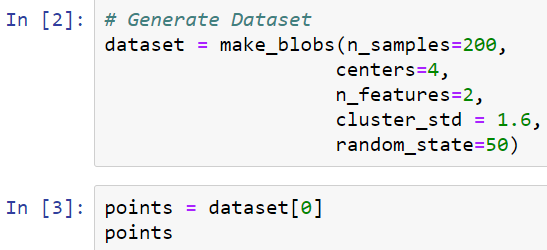 In [2]: # Generate Dataset
dataset = make_blobs(n_samples=200,
centers=4,
n_features=2,
cluster_std = 1.6,
random_state=50)
In [3]: points = dataset[0]
points